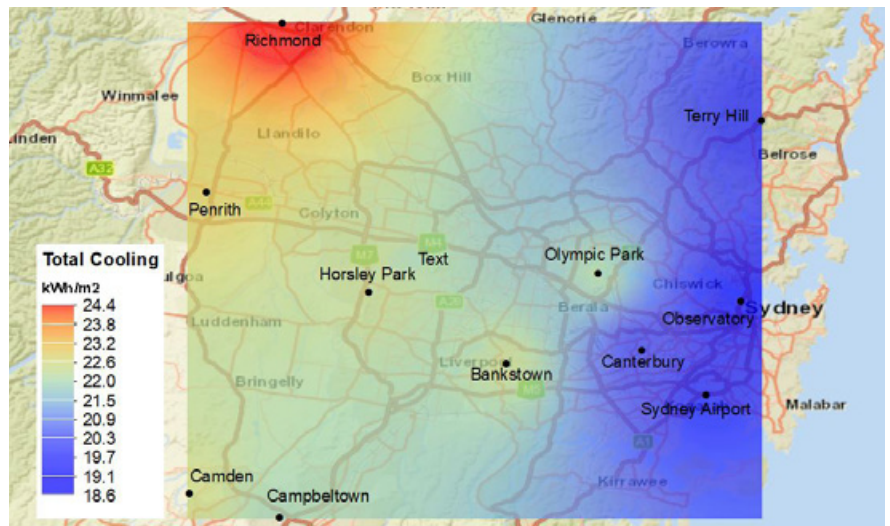 Clarendon
Glenorie
Richmond
Berowra
Box Hill
Winmalee
Terry Hill
Llandilo
linden
Belrose
A32
Penrith
A44
Colyton
M4
Olympic Park
M7
Text
Total Cooling
Horsley Park
Chiswick
kWh/m2
ulgoa
A28
Berala
Sydney
24.4
Observatory
23.8
Luddenham
23.2
Liverpoo
Canterbury
22.6
Bankstown
22.0
Bringelly
21.5
Sydney Airport
Malabar
20.9
A1
20.3
19.7
Camden
Kirrawee
19.1
Campbeltown
18.6